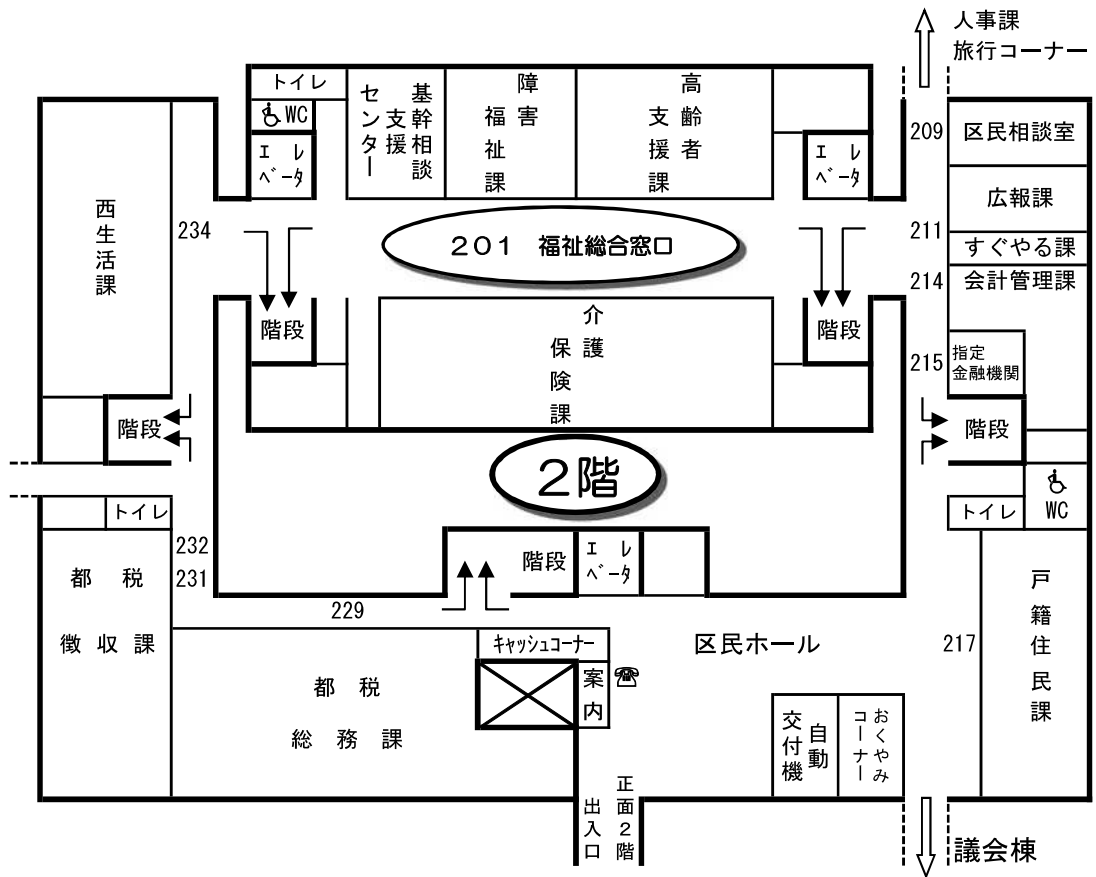 人事課
旅行コーナー
トイレ
WC
エレベータ
基幹相談
支援
センター
障害
福祉課
高齢者
支援課
エレベータ
209
区民相談室
広報課
211
すぐやる課
214
会計管理課
西生活課
234
201 福祉総合窓口
階段
介護
保険課
階段
215
指定
金融機関
階段
階段
2階
トイレ
トイレ
WC
232
231
都税
徴収課
階段
エレベータ
229
キャッシュコーナー
案内
区民ホール
217
戸籍住民課
都税
総務課
自動
交付機
おくやみ
コーナー
正面2階
出入口
議会棟